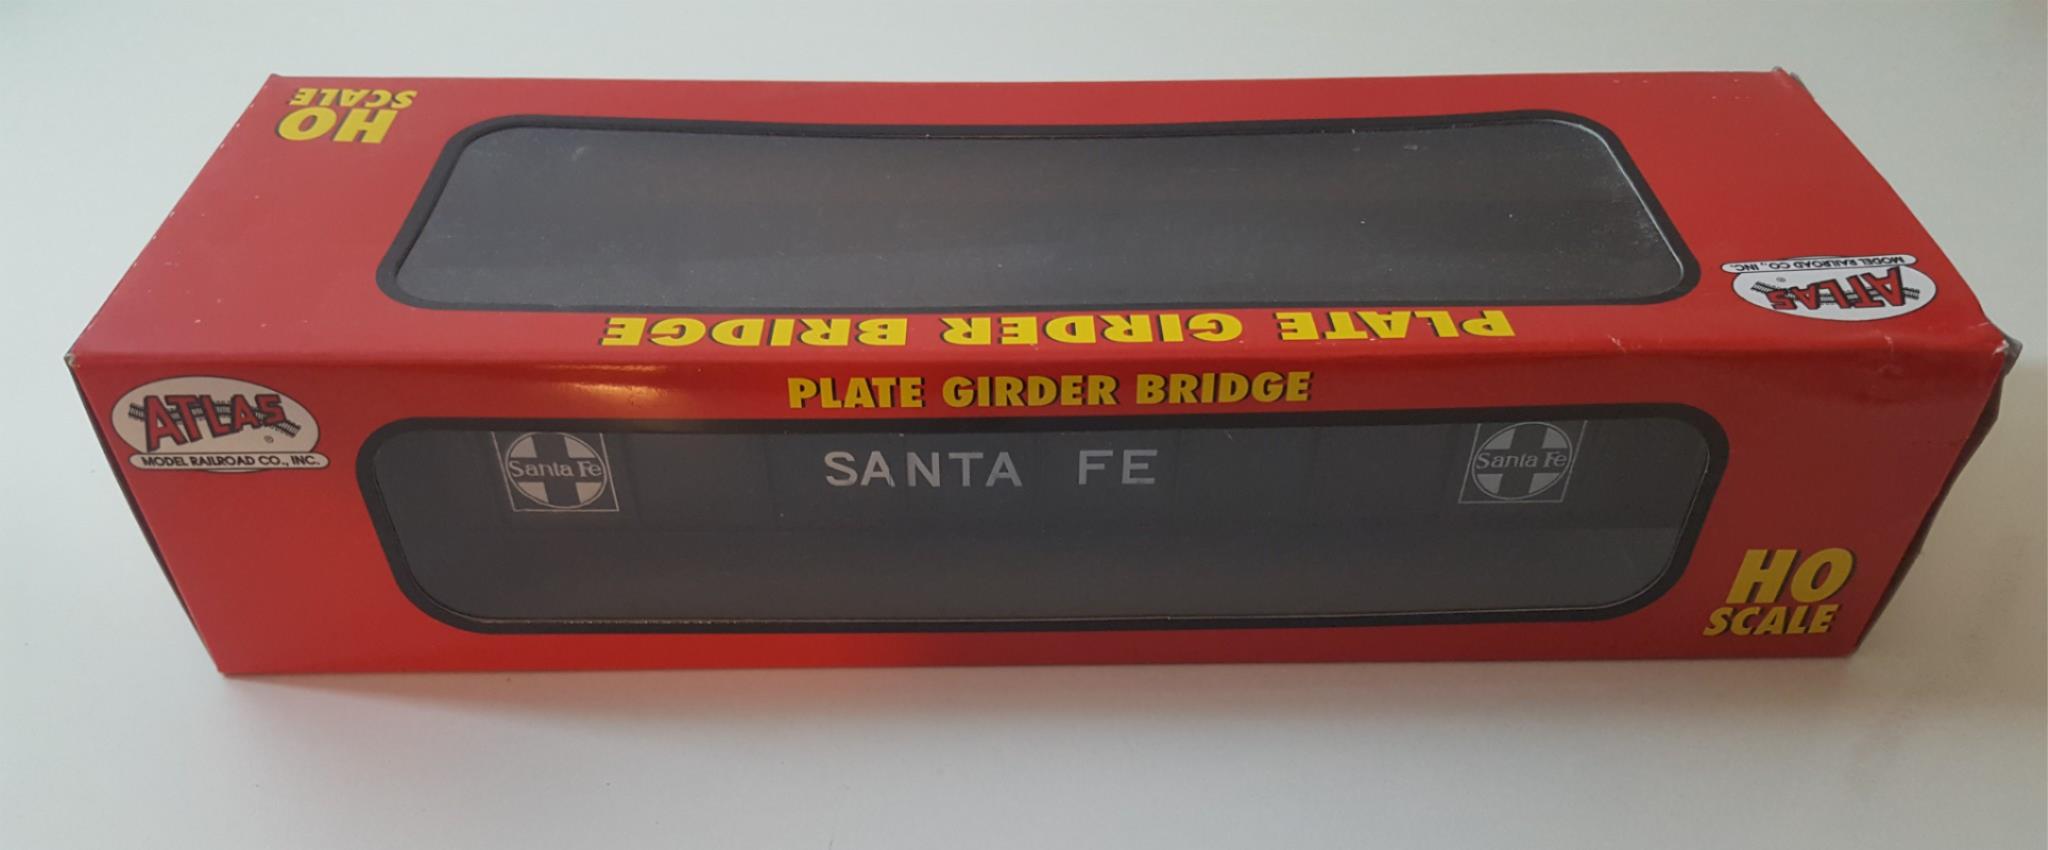 HO
SCALE
ATLAS
MODEL RAILROAD CO., INC.
PLATE GIRDER BRIDGE
PLATE GIRDER BRIDGE
ATLAS ®
MODEL RAILROAD CO., INC.
Santa Fe
SANTA FE
Santa Fe
HO
SCALE